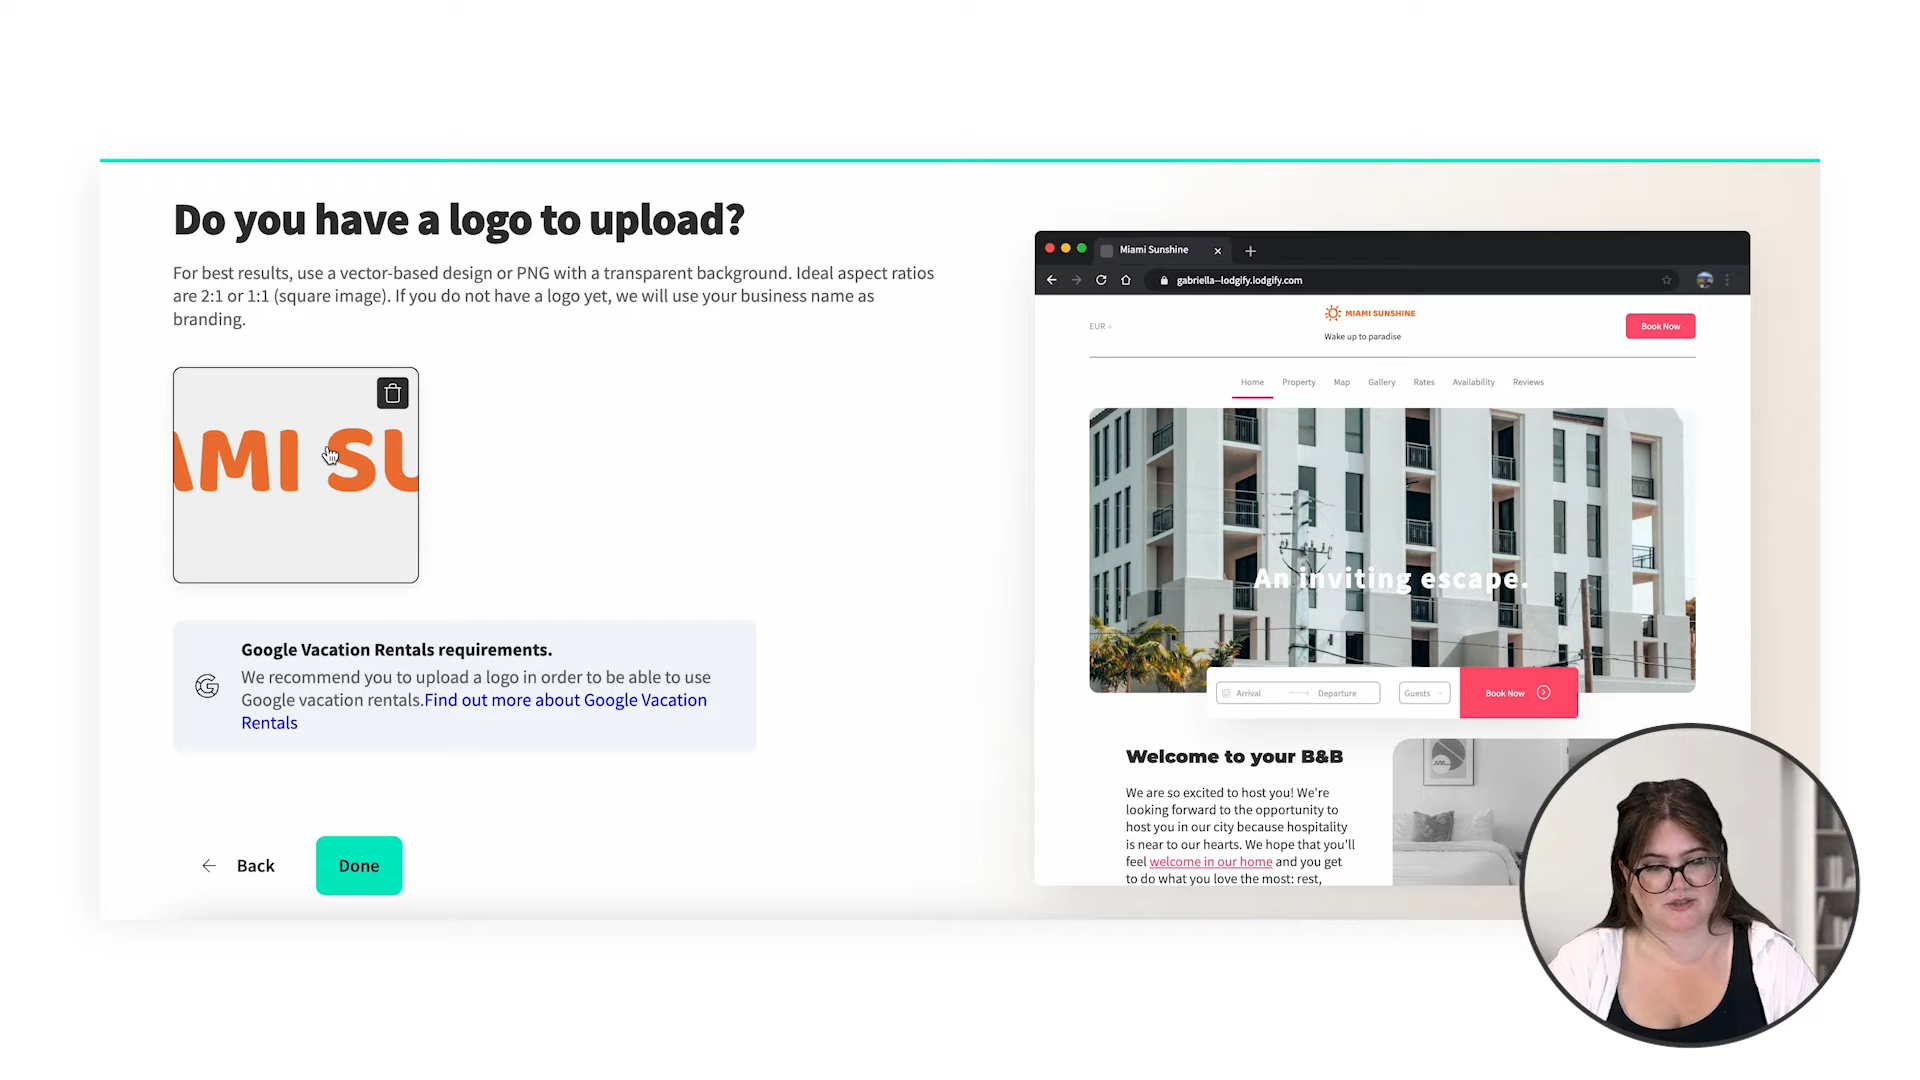 Do you have a logo to upload?
For best results, use a vector-based design or PNG with a transparent background. Ideal aspect ratios
are 2:1 or 1:1 (square image). If you do not have a logo yet, we will use your business name as
branding.
AMI SU
Google Vacation Rentals requirements.
We recommend you to upload a logo in order to be able to use
Google vacation rentals.Find out more about Google Vacation
Rentals
Back
Done
Miami Sunshine
gabriella--lodgify.lodgify.com
EUR
MIAMI SUNSHINE
Wake up to paradise
Book Now
Home Property Map Gallery Rates Availability Reviews
An inviting escape.
Arrival Departure Guests Book Now
Welcome to your B&B
We are so excited to host you! We're
looking forward to the opportunity to
host you in our city because hospitality
is near to our hearts. We hope that you'll
feel welcome in our home and you get
to do what you love the most: rest,